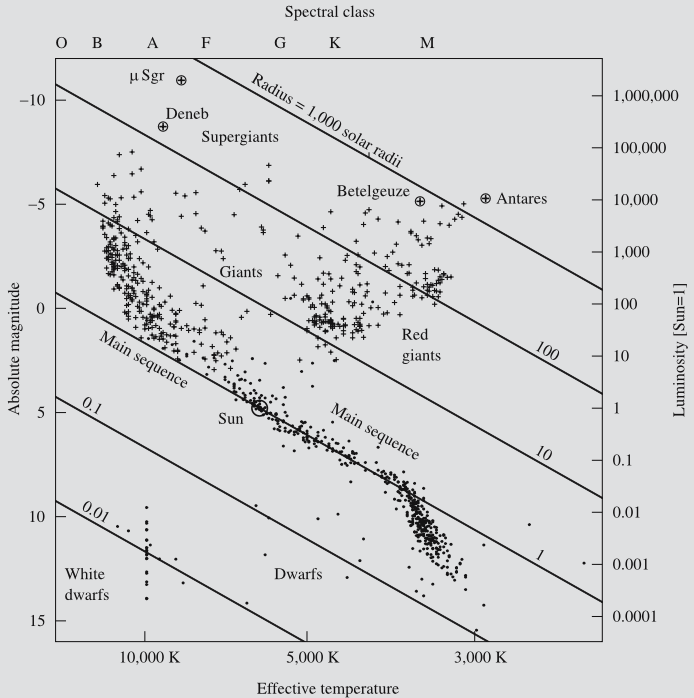 Spectral class
O B A F G K M
μ Sgr
Deneb
Supergiants
Radius = 1,000 solar radii
Betelgeuze
Antares
Giants
Red
giants
Main sequence
Sun
Main sequence
Dwarfs
White
dwarfs
100
10
1
0.1
0.01
−10
−5
0
5
10
15
Absolute magnitude
1,000,000
100,000
10,000
1,000
100
10
1
0.1
0.01
0.001
0.0001
Luminosity [Sun=1]
10,000 K 5,000 K 3,000 K
Effective temperature